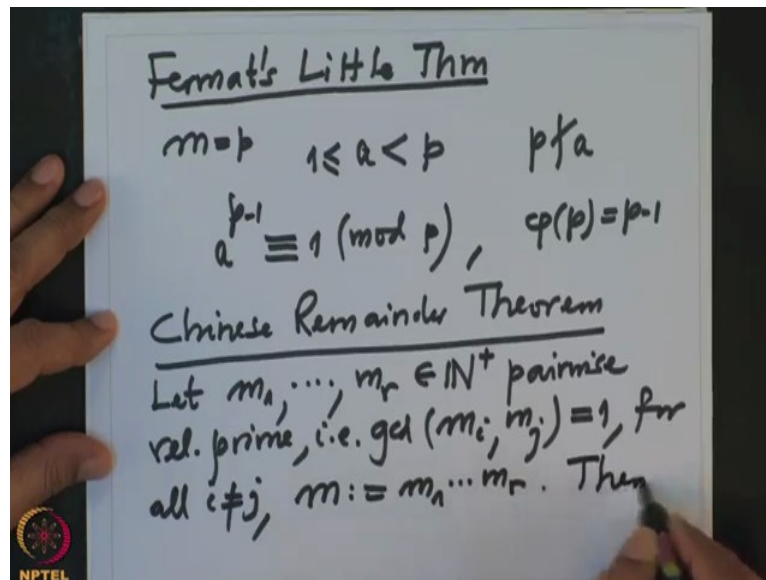 Fermat's Little Thm
m = p    1 ≤ a < p    p ∤ a
a^{p-1} ≡ 1 (mod p), φ(p) = p-1
Chinese Remainder Theorem
Let m₁, ⋯, mᵣ ∈ ℕ⁺ pairwise
rel. prime, i.e. gcd (mᵢ, mⱼ) = 1, for
all i ≠ j, m := m₁ ⋯ mᵣ. Then
NPTEL